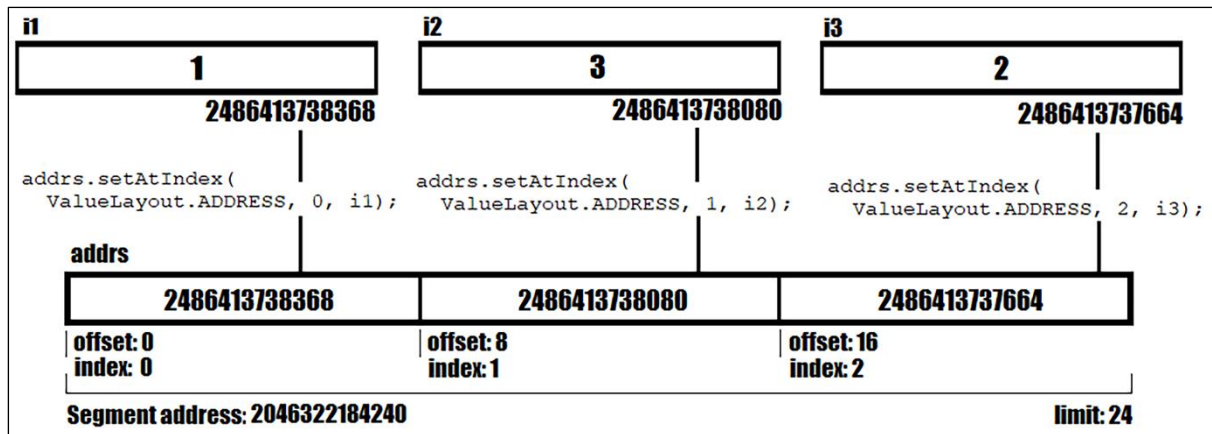 i1 i2 i3
1 3 2
2486413738368 2486413738080 2486413737664
addrs.setAtIndex( addrs.setAtIndex( addrs.setAtIndex(
ValueLayout.ADDRESS, 0, i1); ValueLayout.ADDRESS, 1, i2); ValueLayout.ADDRESS, 2, i3);
addrs
2486413738368 2486413738080 2486413737664
offset: 0 offset: 8 offset: 16
index: 0 index: 1 index: 2
Segment address: 2046322184240 limit: 24